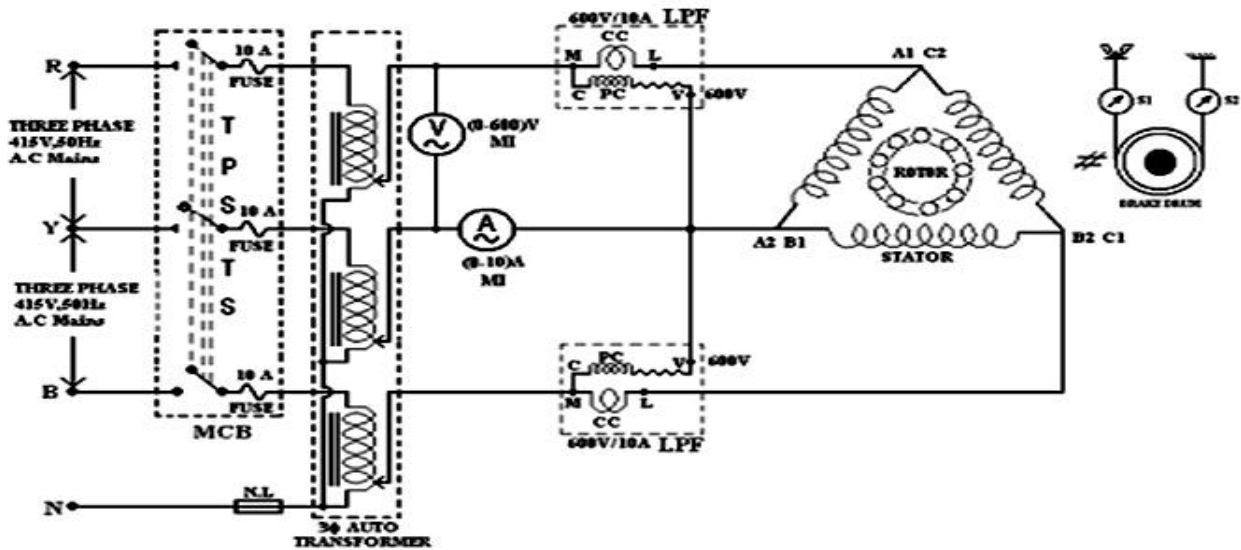 600V/10A LPF
CC
M L
C PC V 600V
A1 C2
S1 S2
R
10 A
FUSE
THREE PHASE
415V,50Hz
A.C Mains
T
P
S
T
S
V
(0-600)V
MI
ROTOR
BRAKE DRUM
Y
10 A
FUSE
A
(0-10)A
MI
A2 B1
STATOR
B2 C1
THREE PHASE
415V,50Hz
A.C Mains
B
10 A
FUSE
MCB
C PC V 600V
M L
CC
600V/10A LPF
N
N.L
3φ AUTO
TRANSFORMER